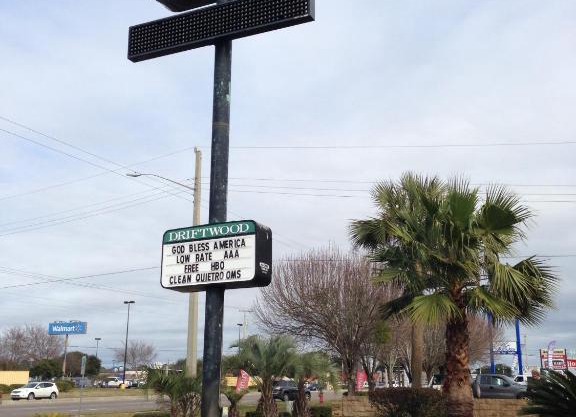 DRIFTWOOD
GOD BLESS AMERICA
LOW RATE AAA
FREE HBO
CLEAN QUIETRO OMS
Walmart